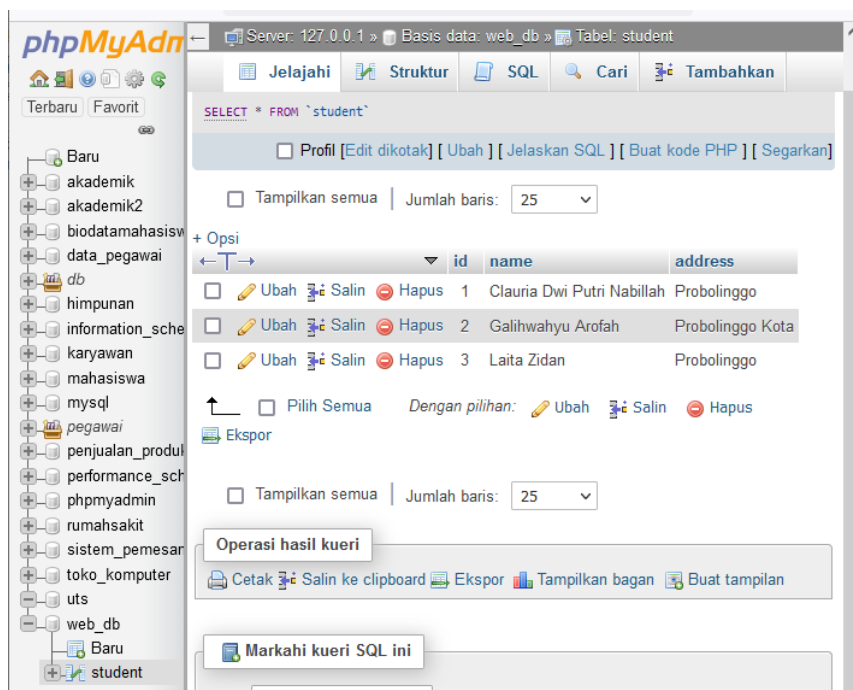 phpMyAdm
Server: 127.0.0.1 » Basis data: web_db » Tabel: student
Jelajahi Struktur SQL Cari Tambahkan
Terbaru Favorit
Baru
akademik
akademik2
biodatamahasisw
data_pegawai
db
himpunan
information_sche
karyawan
mahasiswa
mysql
pegawai
penjualan_produk
performance_sch
phpmyadmin
rumahsakit
sistem_pemesar
toko_komputer
uts
web_db
Baru
student
SELECT * FROM `student`
Profil [Edit dikotak] [ Ubah ] [ Jelaskan SQL ] [ Buat kode PHP ] [ Segarkan]
Tampilkan semua | Jumlah baris: 25
+ Opsi
←T→ id name address
Ubah Salin Hapus 1 Clauria Dwi Putri Nabillah Probolinggo
Ubah Salin Hapus 2 Galihwahyu Arofah Probolinggo Kota
Ubah Salin Hapus 3 Laita Zidan Probolinggo
Pilih Semua Dengan pilihan: Ubah Salin Hapus
Ekspor
Tampilkan semua | Jumlah baris: 25
Operasi hasil kueri
Cetak Salin ke clipboard Ekspor Tampilkan bagan Buat tampilan
Markahi kueri SQL ini